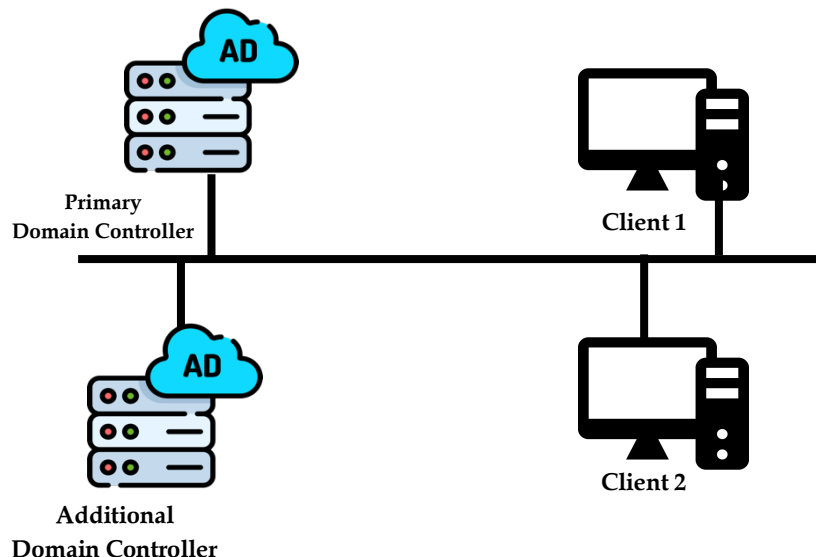 AD
Primary
Domain Controller
Client 1
AD
Client 2
Additional
Domain Controller